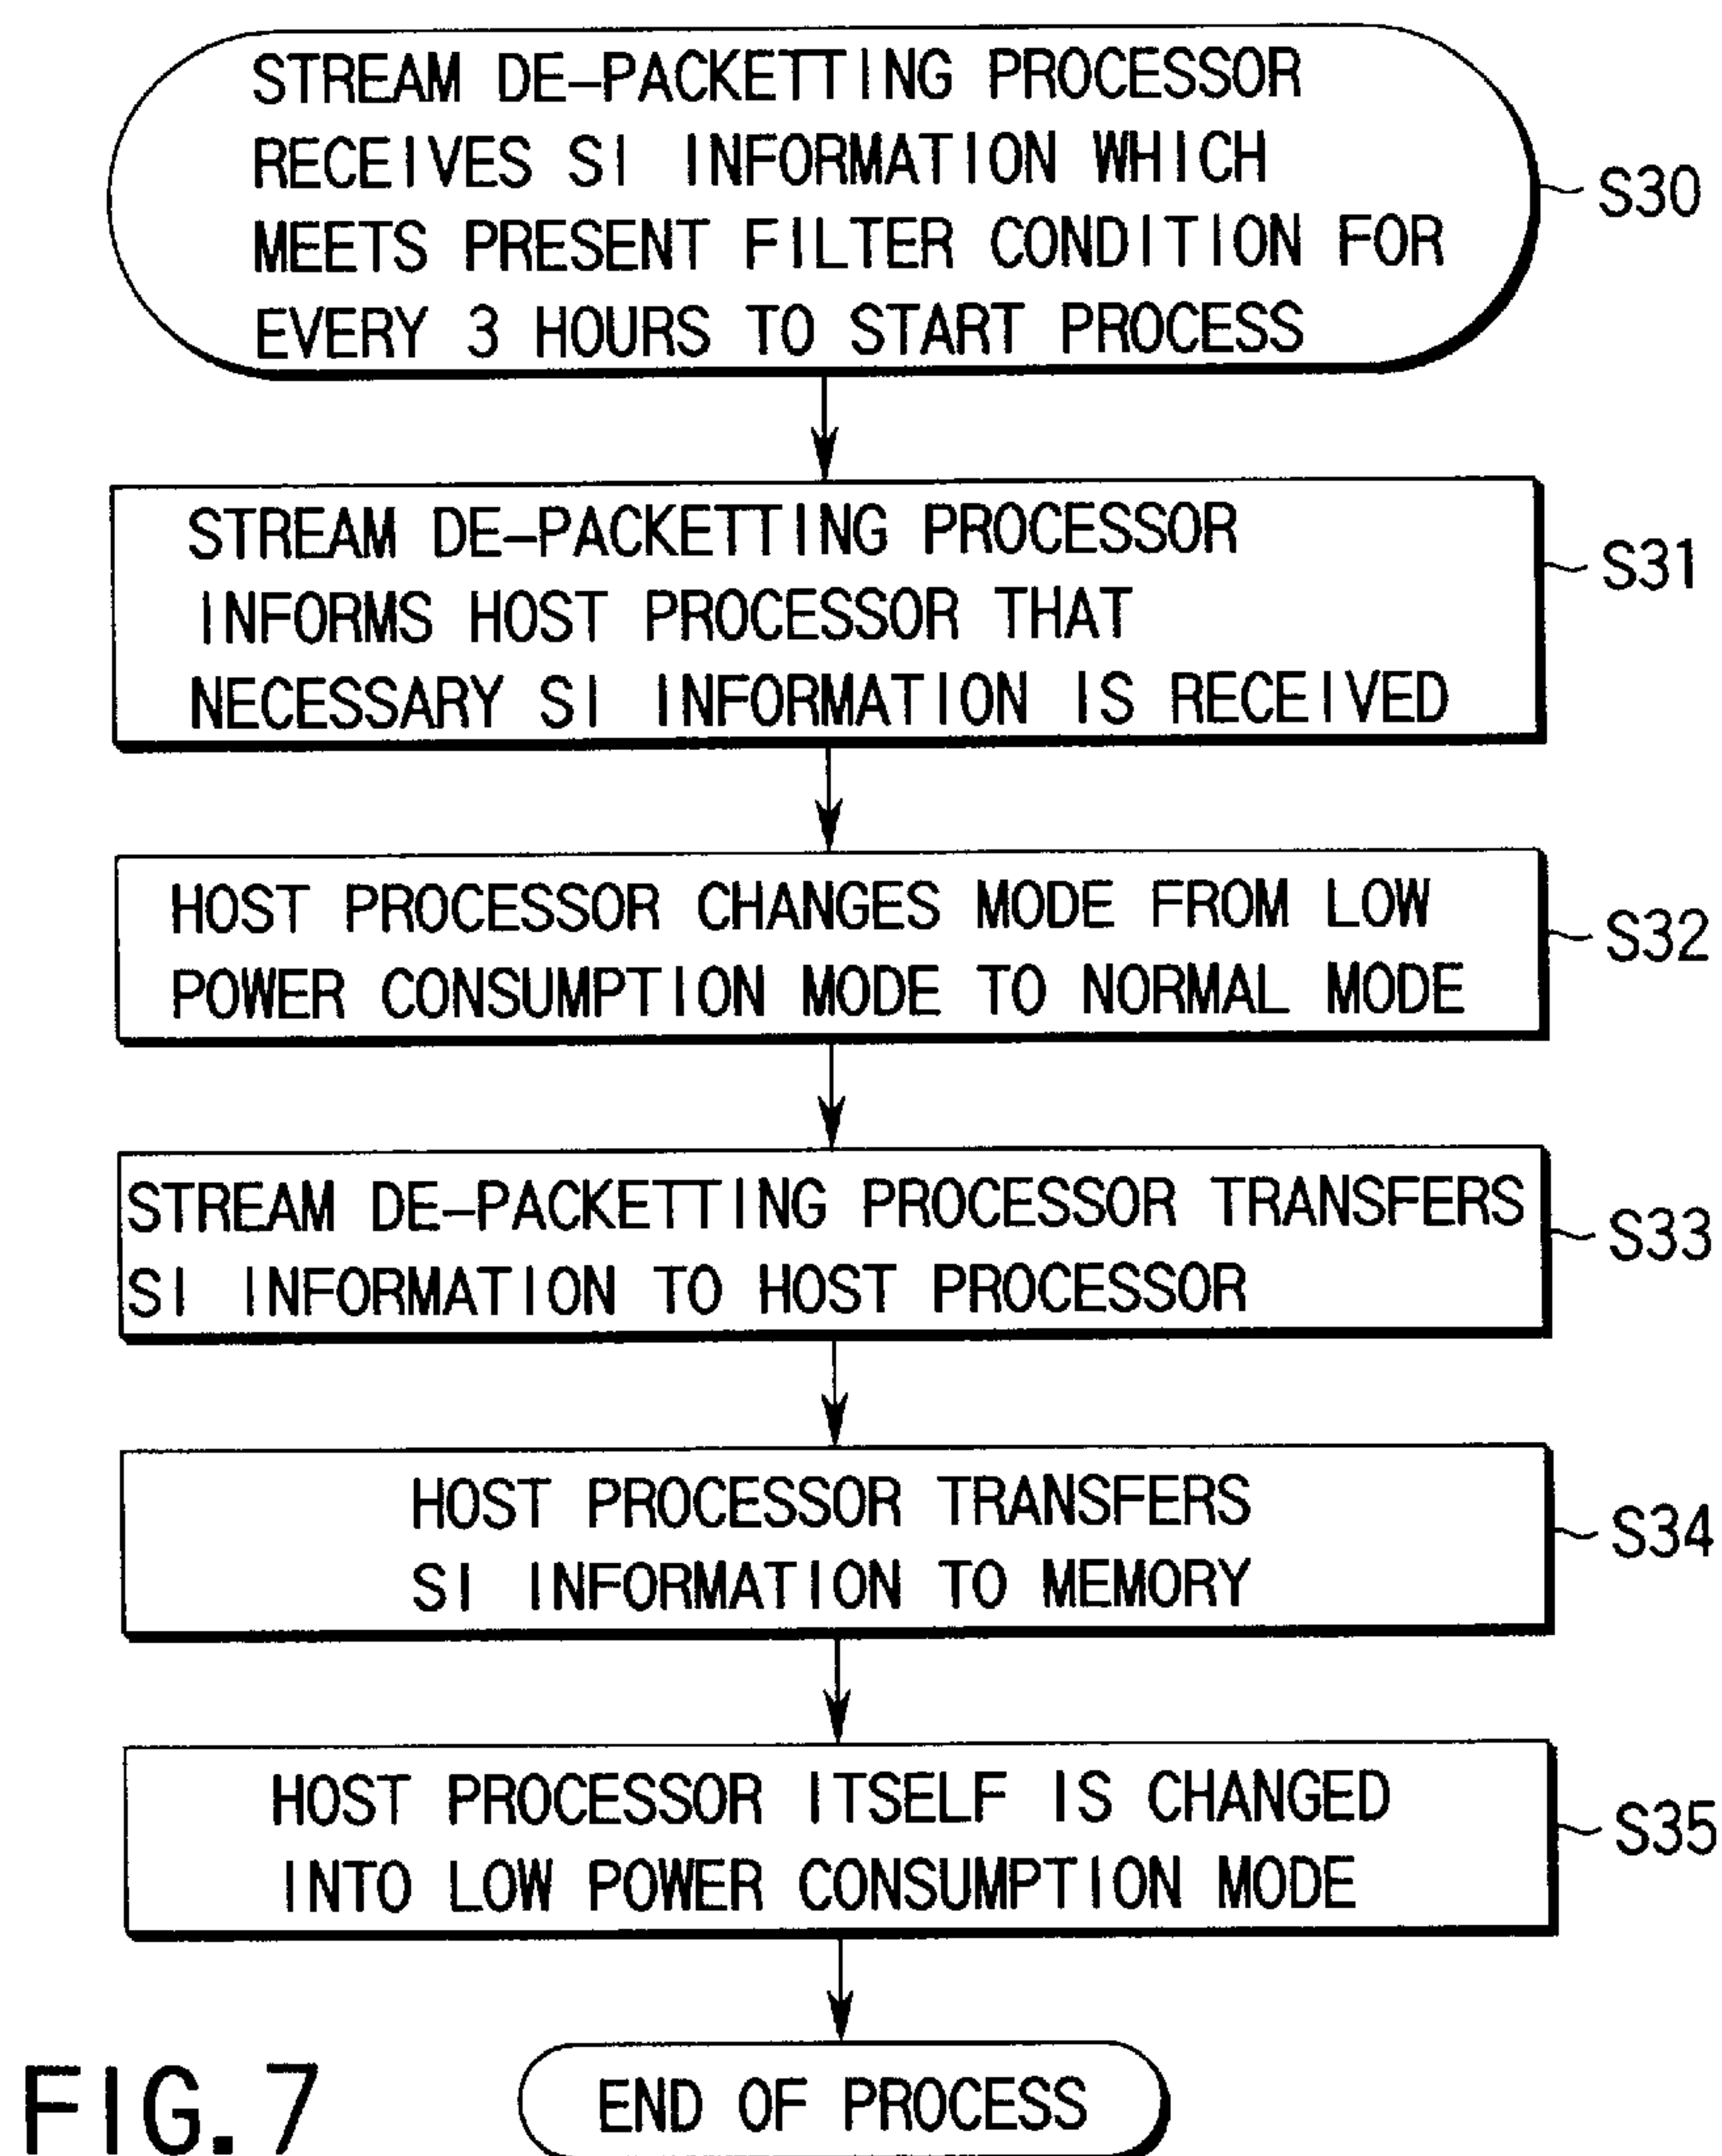 STREAM DE-PACKETTING PROCESSOR
RECEIVES SI INFORMATION WHICH
MEETS PRESENT FILTER CONDITION FOR
EVERY 3 HOURS TO START PROCESS
S30
STREAM DE-PACKETTING PROCESSOR
INFORMS HOST PROCESSOR THAT
NECESSARY SI INFORMATION IS RECEIVED
S31
HOST PROCESSOR CHANGES MODE FROM LOW
POWER CONSUMPTION MODE TO NORMAL MODE
S32
STREAM DE-PACKETTING PROCESSOR TRANSFERS
SI INFORMATION TO HOST PROCESSOR
S33
HOST PROCESSOR TRANSFERS
SI INFORMATION TO MEMORY
S34
HOST PROCESSOR ITSELF IS CHANGED
INTO LOW POWER CONSUMPTION MODE
S35
END OF PROCESS
FIG. 7